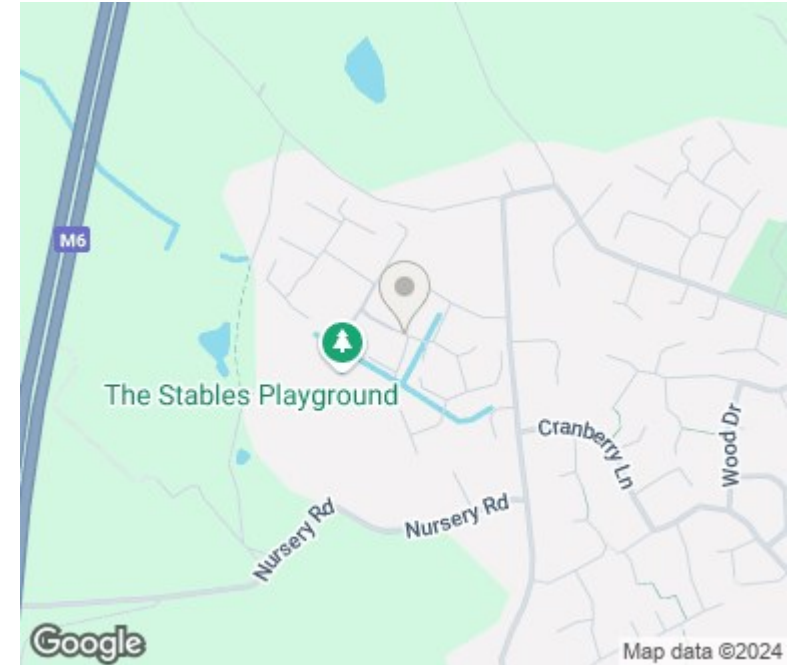 M6
The Stables Playground
Cranberry Ln
Wood Dr
Nursery Rd
Nursery Rd
Google
Map data ©2024